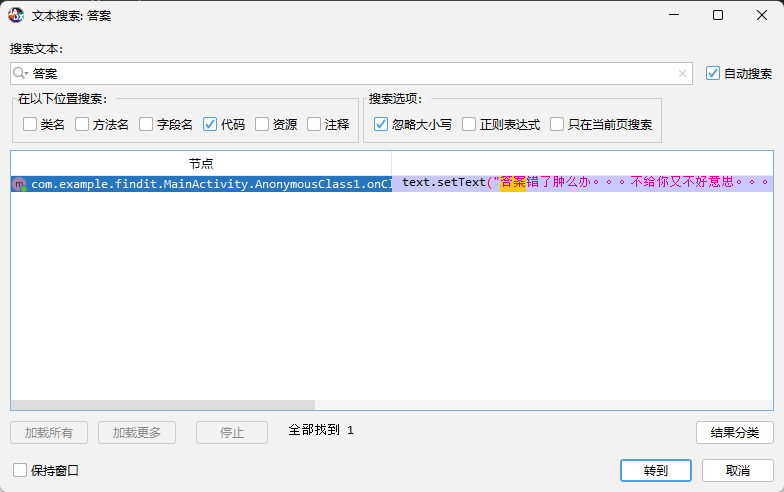 文本搜索: 答案
搜索文本:
答案
自动搜索
在以下位置搜索:
类名 方法名 字段名 代码 资源 注释
搜索选项:
忽略大小写 正则表达式 只在当前页搜索
节点
com.example.findit.MainActivity.AnonymousClass1.onCl text.setText("答案错了肿么办。。。不给你又不好意思。。。
加载所有 加载更多 停止 全部找到 1 结果分类
保持窗口 转到 取消